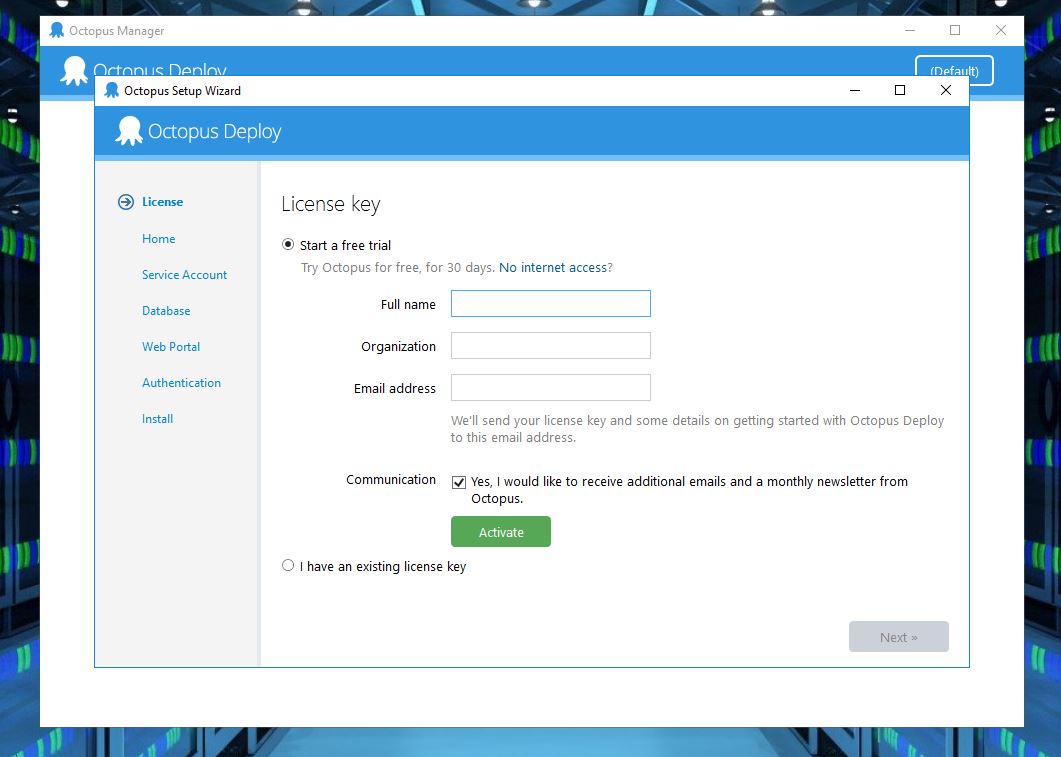 Octopus Manager
Octopus Deploy
(Default)
Octopus Setup Wizard
Octopus Deploy
License
Home
Service Account
Database
Web Portal
Authentication
Install
License key
Start a free trial
Try Octopus for free, for 30 days. No internet access?
Full name
Organization
Email address
We'll send your license key and some details on getting started with Octopus Deploy
to this email address.
Communication
Yes, I would like to receive additional emails and a monthly newsletter from
Octopus.
Activate
I have an existing license key
Next »